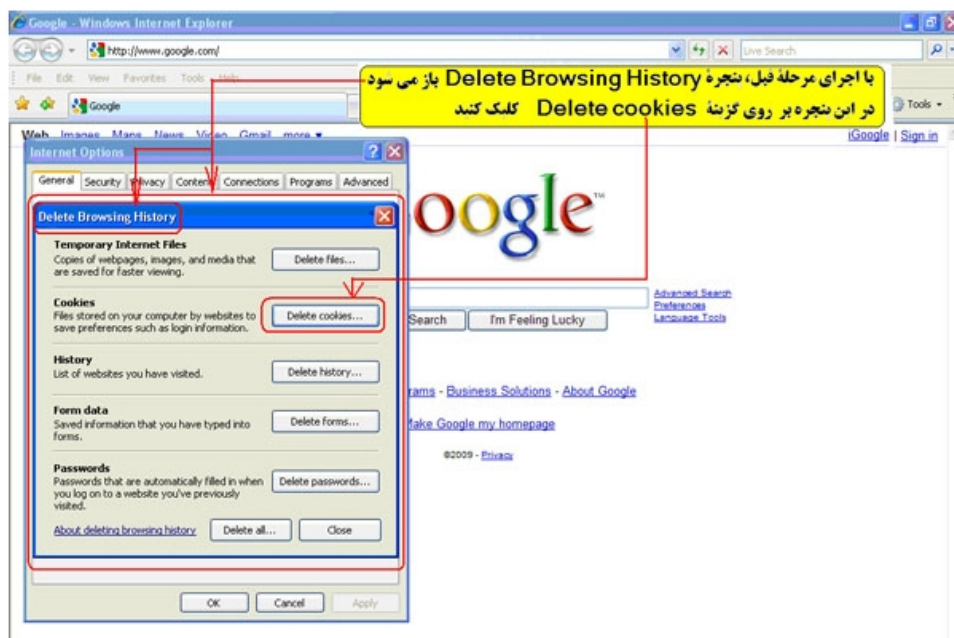 Google - Windows Internet Explorer
http://www.google.com/
Live Search
File Edit View Favorites Tools Help
Google
Tools
با اجرای مرحلهٔ قبل، پنجرهٔ Delete Browsing History باز می شود
در این پنجره بر روی گزینهٔ Delete cookies کلیک کنید
Web Images Maps News Video Gmail more ▼
iGoogle | Sign in
Internet Options
General Security Privacy Content Connections Programs Advanced
Delete Browsing History
Temporary Internet Files
Copies of webpages, images, and media that
are saved for faster viewing.
Delete files...
Cookies
Files stored on your computer by websites to
save preferences such as login information.
Delete cookies...
History
List of websites you have visited.
Delete history...
Form data
Saved information that you have typed into
forms.
Delete forms...
Passwords
Passwords that are automatically filled in when
you log on to a website you've previously
visited.
Delete passwords...
About deleting browsing history
Delete all...
Close
OK
Cancel
Apply
oogle™
Search
I'm Feeling Lucky
Advanced Search
Preferences
Language Tools
rams - Business Solutions - About Google
Make Google my homepage
©2009 - Privacy